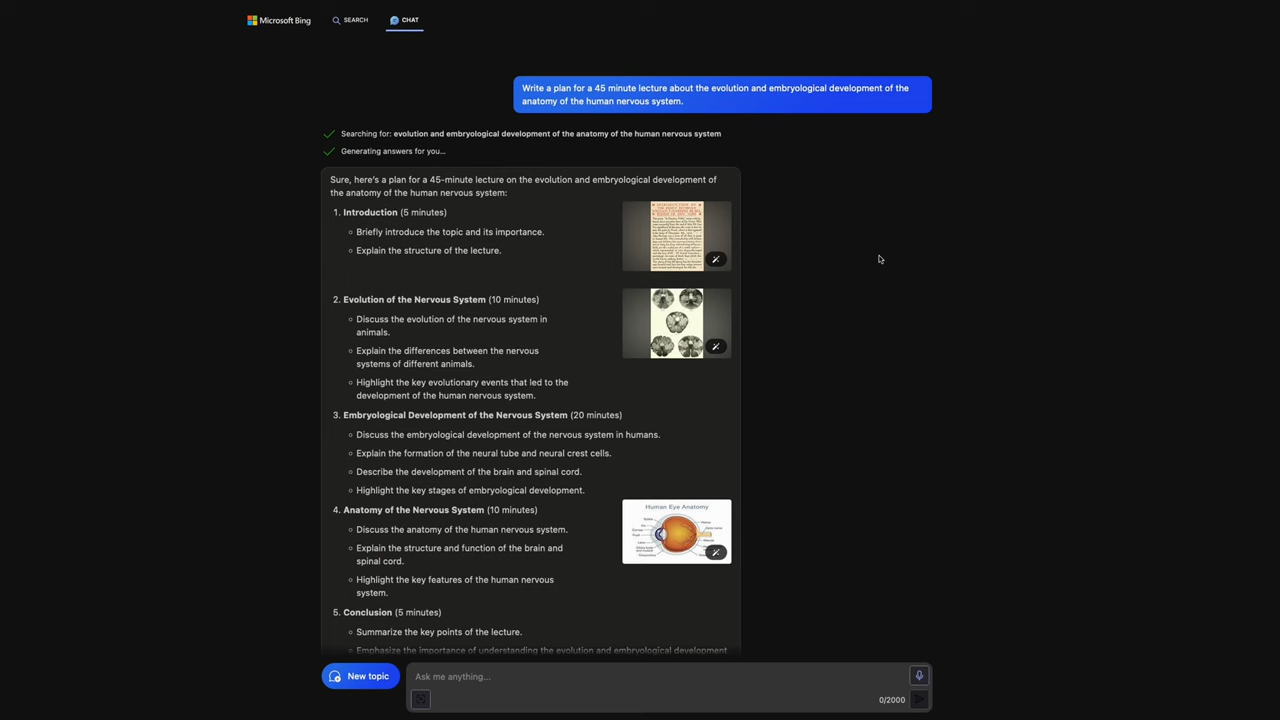 Microsoft Bing
SEARCH
CHAT
Write a plan for a 45 minute lecture about the evolution and embryological development of the
anatomy of the human nervous system.
Searching for: evolution and embryological development of the anatomy of the human nervous system
Generating answers for you...
Sure, here's a plan for a 45-minute lecture on the evolution and embryological development of
the anatomy of the human nervous system:
1. Introduction (5 minutes)
Briefly introduce the topic and its importance.
Explain the structure of the lecture.
2. Evolution of the Nervous System (10 minutes)
Discuss the evolution of the nervous system in
animals.
Explain the differences between the nervous
systems of different animals.
Highlight the key evolutionary events that led to the
development of the human nervous system.
3. Embryological Development of the Nervous System (20 minutes)
Discuss the embryological development of the nervous system in humans.
Explain the formation of the neural tube and neural crest cells.
Describe the development of the brain and spinal cord.
Highlight the key stages of embryological development.
4. Anatomy of the Nervous System (10 minutes)
Human Eye Anatomy
Discuss the anatomy of the human nervous system.
Explain the structure and function of the brain and
spinal cord.
Highlight the key features of the human nervous
system.
5. Conclusion (5 minutes)
Summarize the key points of the lecture.
Emphasize the importance of understanding the evolution and embryological development
New topic
Ask me anything...
0/2000